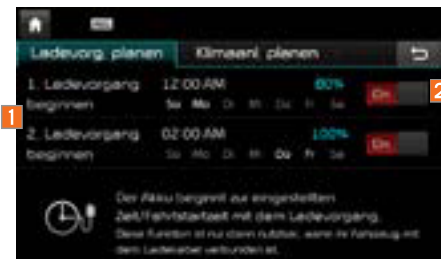 Ladevorg. planen Klimaanl. planen
1. Ladevorgang 12:00 AM 80%
beginnen So Mo Di Mi Do Fr Sa
2. Ladevorgang 02:00 AM 100%
beginnen So Mo Di Mi Do Fr Sa
1
2
Der Akku beginnt zur eingestellten
Zeit/Fahrtstartzeit mit dem Ladevorgang.
Diese Funktion ist nur dann nutzbar, wenn Ihr Fahrzeug mit
dem Ladekabel verbunden ist.